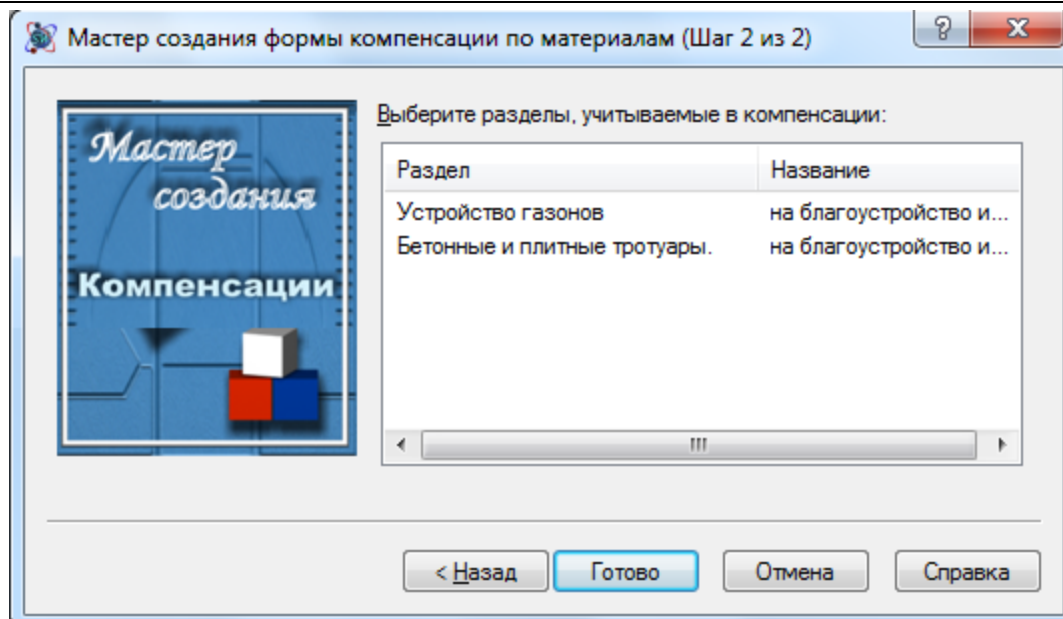 Мастер создания формы компенсации по материалам (Шаг 2 из 2)
Мастер
создания
Компенсации
Выберите разделы, учитываемые в компенсации:
Раздел Название
Устройство газонов на благоустройство и...
Бетонные и плитные тротуары. на благоустройство и...
< Назад Готово Отмена Справка